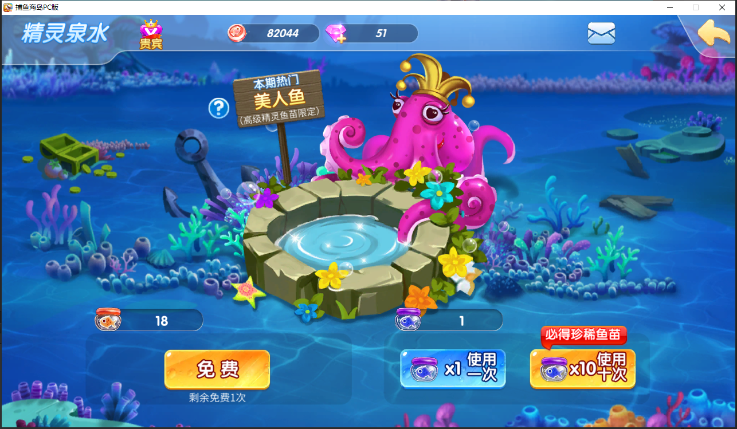 捕鱼海岛PC版
精灵泉水
贵宾
82044
51
本期热门
美人鱼
(高级精灵鱼苗限定)
?
18
1
必得珍稀鱼苗
免费
x1 使用一次
x10 使用十次
剩余免费1次